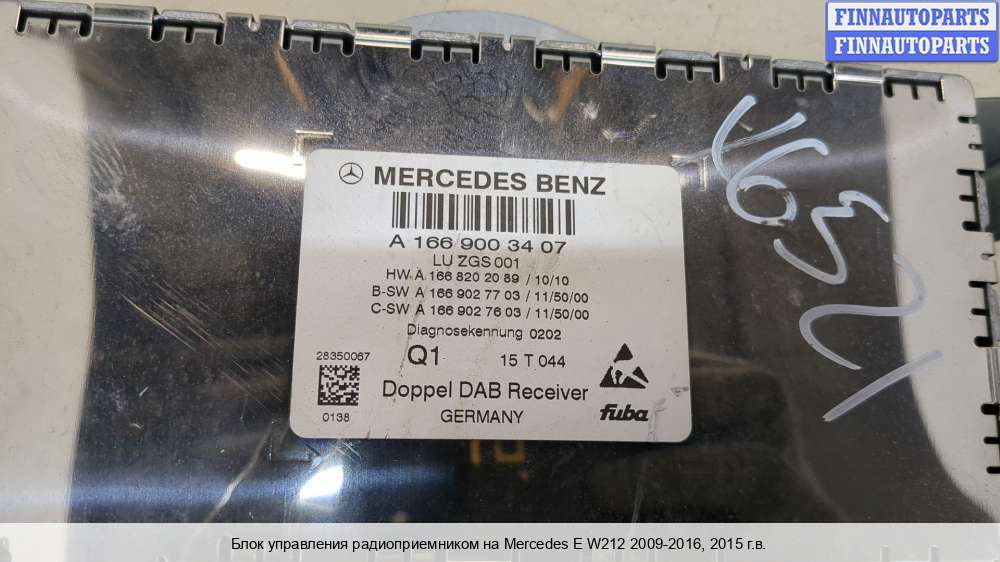 FINNAUTOPARTS
FINNAUTOPARTS
MERCEDES BENZ
A 166 900 34 07
LU ZGS 001
HW A 166 820 20 89 / 10/10
B-SW A 166 902 77 03 / 11/50/00
C-SW A 166 902 76 03 / 11/50/00
Diagnosekennung 0202
28350067
Q1
15 T 044
0138
Doppel DAB Receiver
GERMANY
fuba
Блок управления радиоприемником на Mercedes E W212 2009-2016, 2015 г.в.